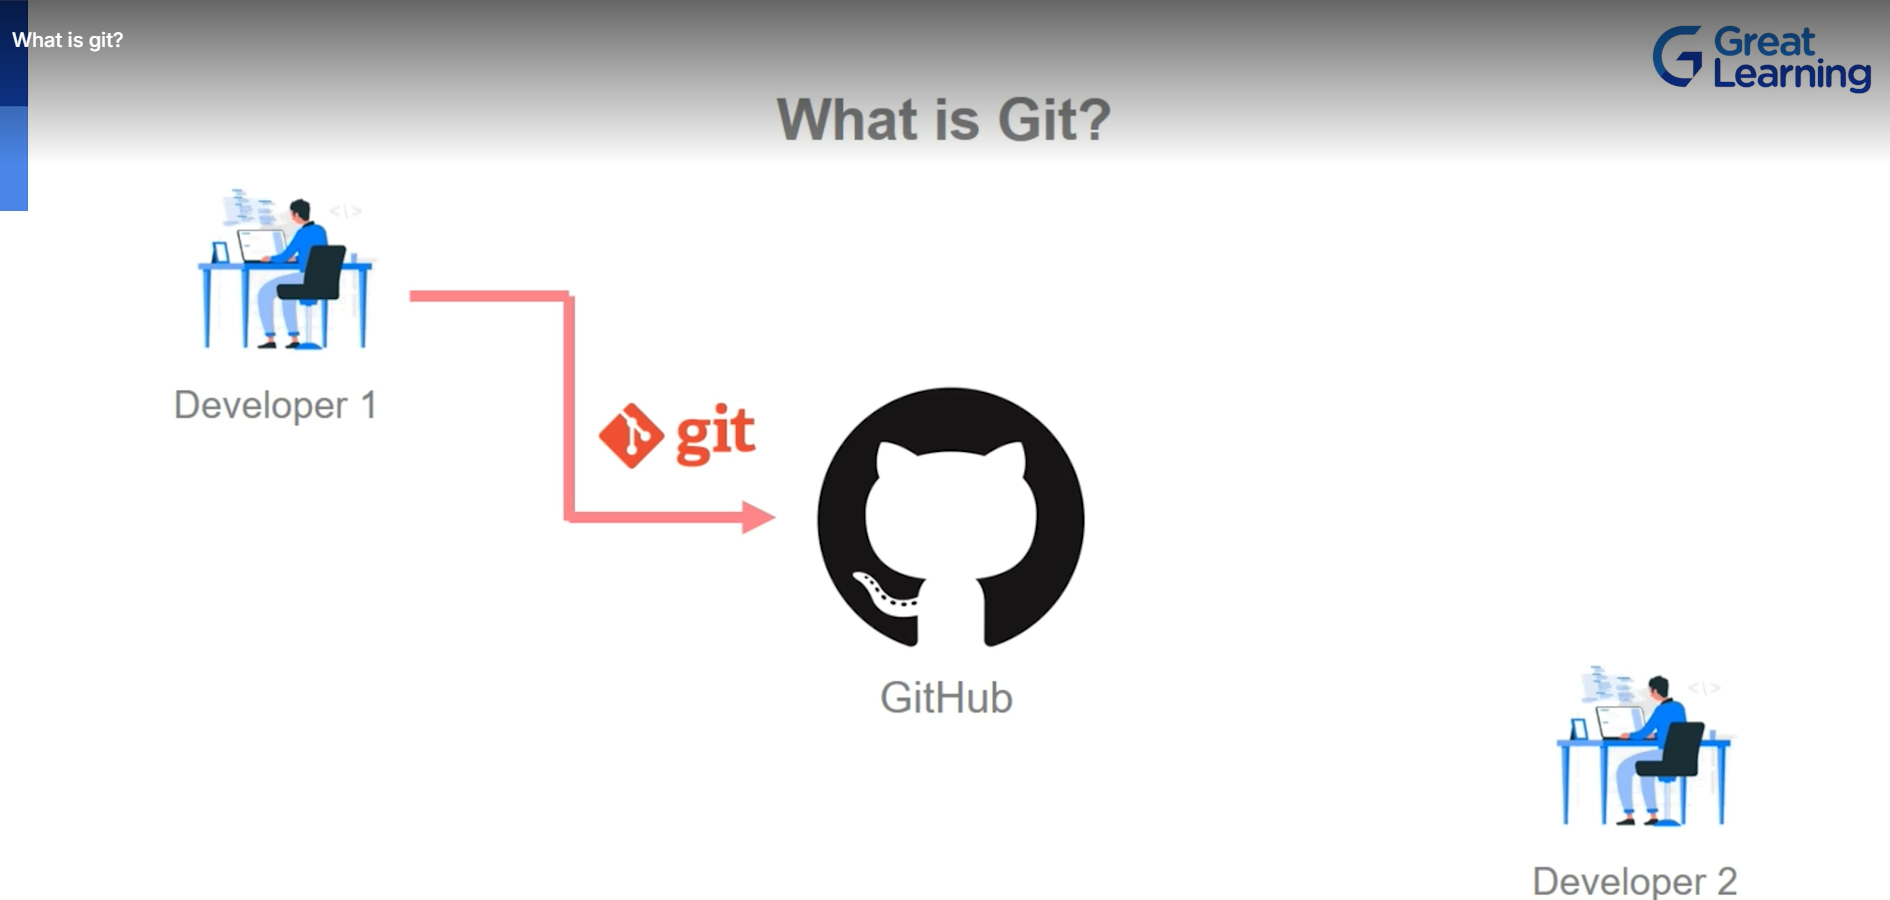 What is git?
Great
Learning
What is Git?
</>
Developer 1
git
GitHub
</>
Developer 2